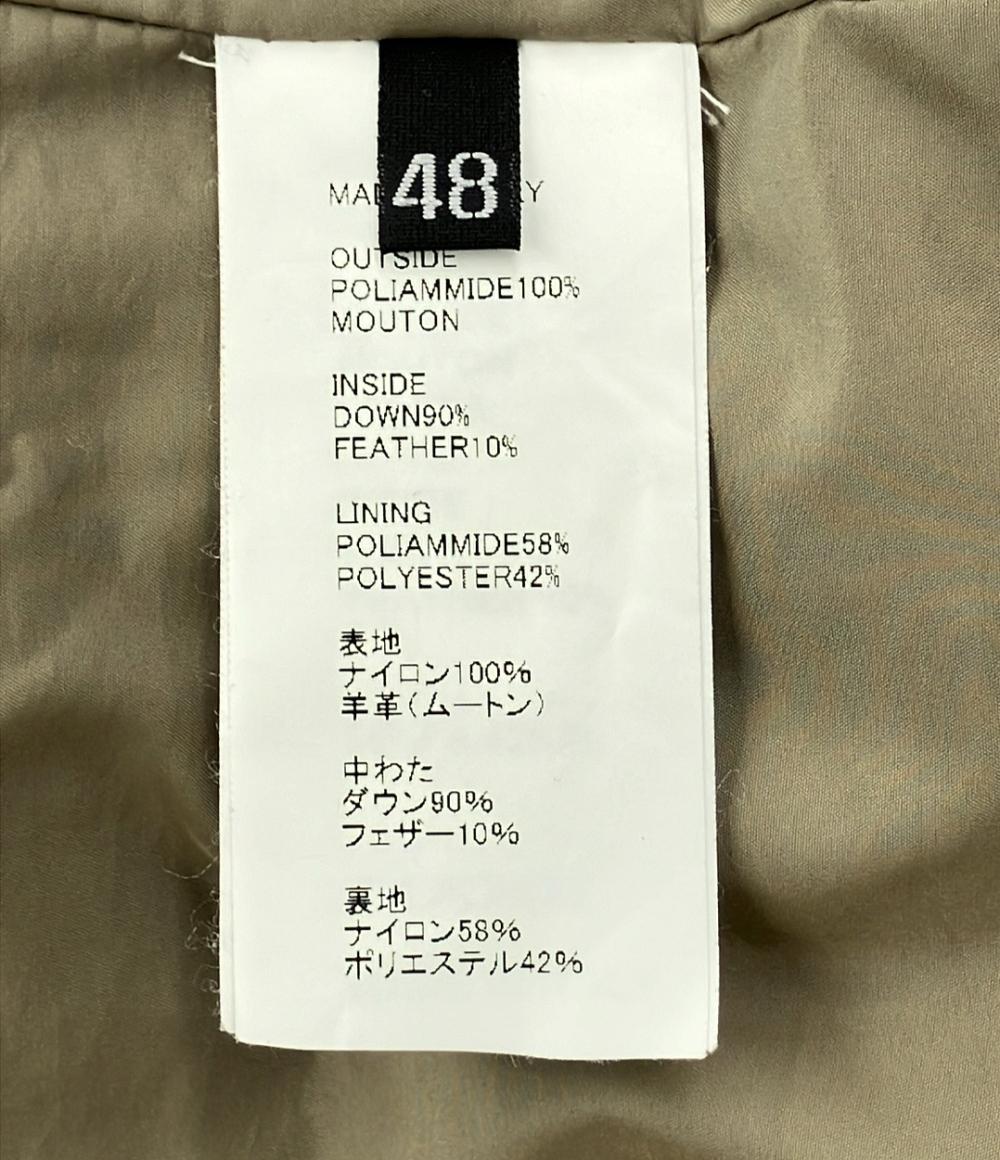 48
OUTSIDE
POLIAMMIDE100%
MOUTON
INSIDE
DOWN90%
FEATHER10%
LINING
POLIAMMIDE58%
POLYESTER42%
表地
ナイロン100%
羊革(ムートン)
中わた
ダウン90%
フェザー10%
裏地
ナイロン58%
ポリエステル42%